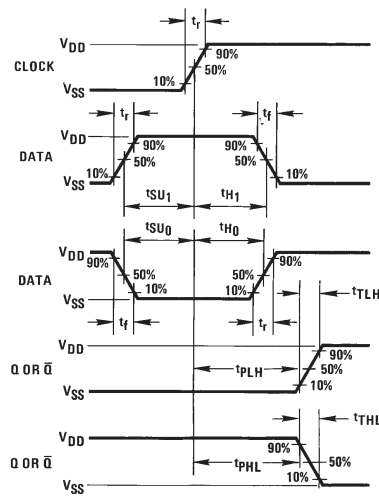 tr
VDD
90%
CLOCK
50%
10%
VSS
tr
tf
VDD
90%
90%
DATA
50%
50%
10%
10%
VSS
tSU1
tH1
tSU0
tH0
VDD
90%
90%
DATA
50%
50%
tTLH
10%
10%
VSS
tf
tr
VDD
90%
Q OR Q̅
tPLH
50%
10%
VSS
tTHL
VDD
90%
Q OR Q̅
50%
tPHL
10%
VSS